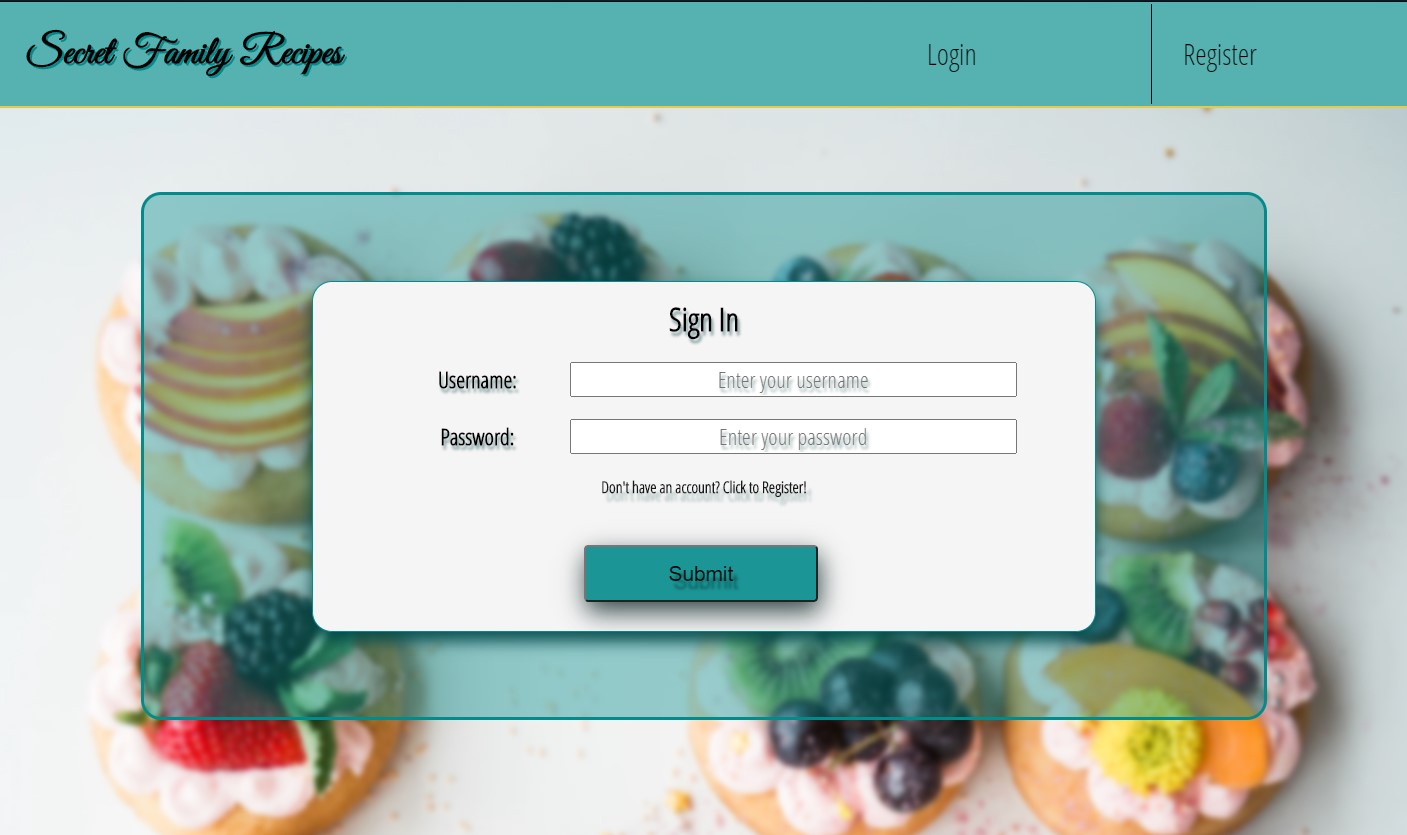 Secret Family Recipes
Login
Register
Sign In
Username:
Enter your username
Password:
Enter your password
Don't have an account? Click to Register!
Submit